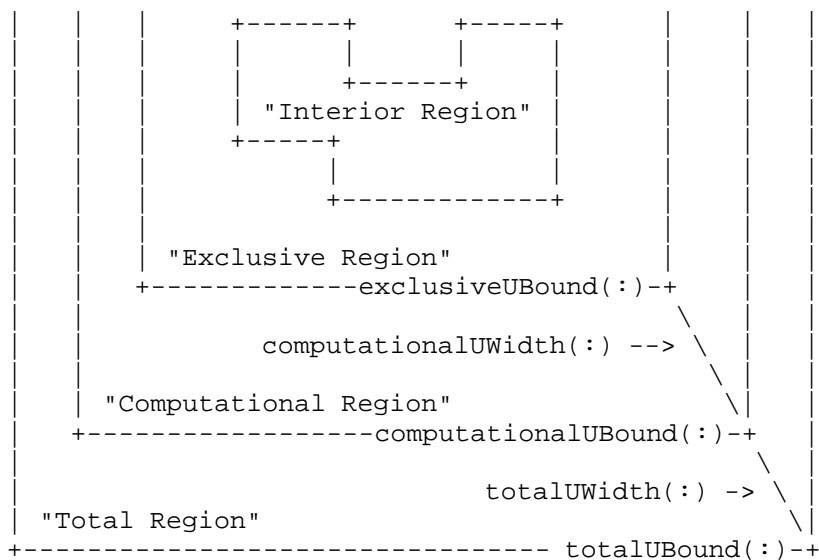 "Interior Region"
"Exclusive Region"
exclusiveUBound(:)
computationalUWidth(:) -->
"Computational Region"
computationalUBound(:)
totalUWidth(:) ->
"Total Region"
totalUBound(:)